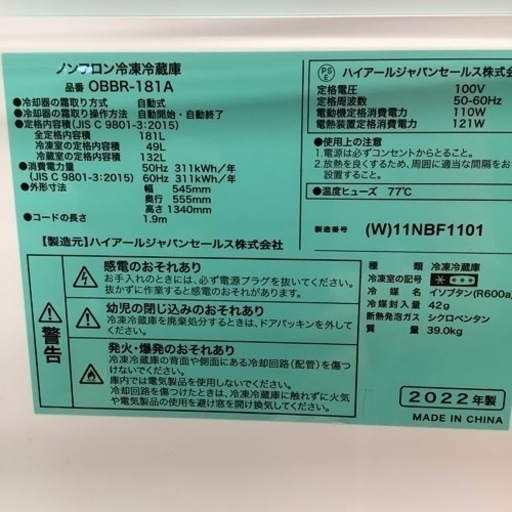 ノンフロン冷凍冷蔵庫
品番 OBBR-181A
●冷却器の霜取り方式 自動式
●冷却器の霜取り操作方法 自動開始・自動終了
●定格内容積(JIS C 9801-3:2015)
全定格内容積 181L
冷凍室の定格内容積 49L
冷蔵室の定格内容積 132L
●消費電力量 50Hz 311kWh/年
(JIS C 9801-3:2015) 60Hz 311kWh/年
●外形寸法 幅 545mm
奥行 555mm
高さ 1340mm
●コードの長さ 1.9m
【製造元】ハイアールジャパンセールス株式会社
PS
E
ハイアールジャパンセールス株式会
定格電圧 100V
定格周波数 50-60Hz
電動機定格消費電力 110W
電熱装置定格消費電力 121W
●使用上の注意
1.電源は必ずコンセントからとること。
2.放熱を良くするため、周囲に適当な間隔をお
設置すること。
●温度ヒューズ 77℃
製造番号 (W)11NBF1101
警告
感電のおそれあり
お手入れのときには、必ず電源プラグを抜いてください。
抜かずに作業すると感電のおそれがあります。
幼児の閉じ込みのおそれあり
冷凍冷蔵庫を廃棄処分するときは、ドアパッキンを外して
ください。
発火・爆発のおそれあり
冷凍冷蔵庫の背面や側面にある冷却回路(配管)を傷つ
けないでください。
庫内では電気製品を使用しないでください。
冷却回路を傷つけたときは、冷凍冷蔵庫に触れずに火気
や電気製品の使用を避け窓を開け換気してください。
種類 冷凍冷蔵庫
冷凍室の記号
冷媒名 イソブタン(R600a)
冷媒封入量 42g
断熱発泡ガス シクロペンタン
質量 39.0kg
2022年製
MADE IN CHINA